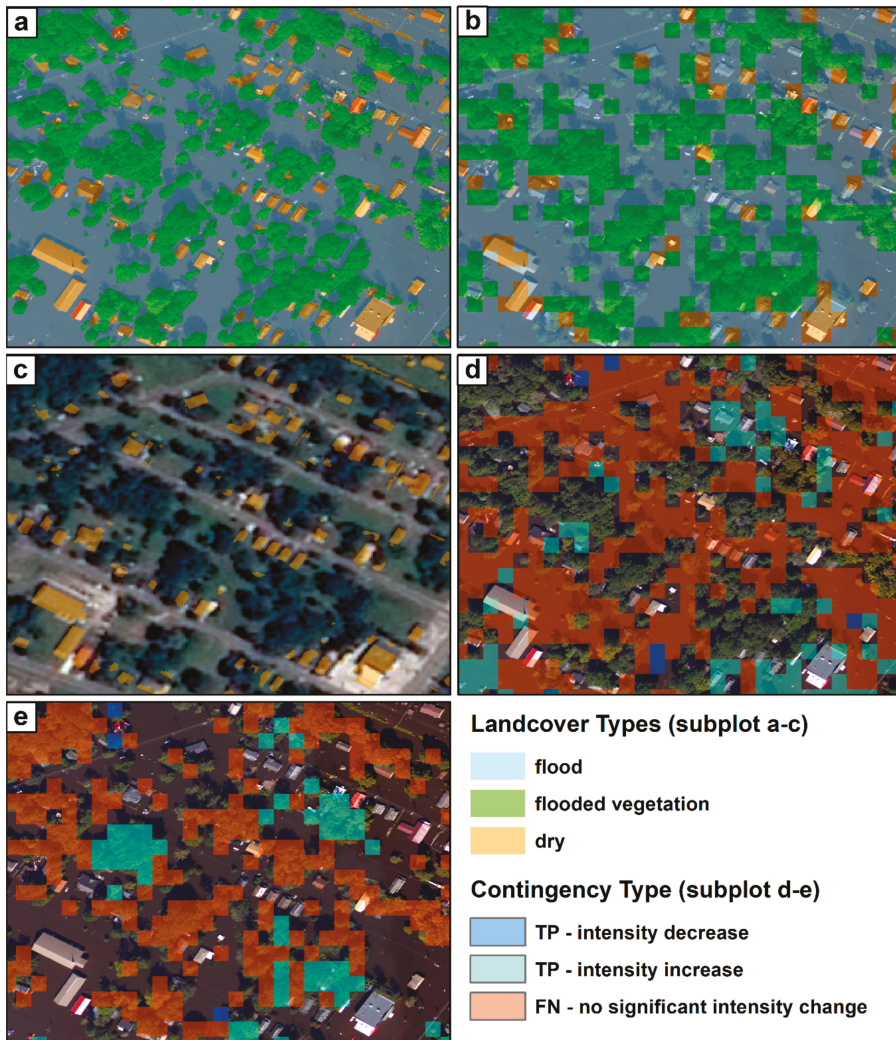 a
b
c
d
e
Landcover Types (subplot a-c)
flood
flooded vegetation
dry
Contingency Type (subplot d-e)
TP - intensity decrease
TP - intensity increase
FN - no significant intensity change